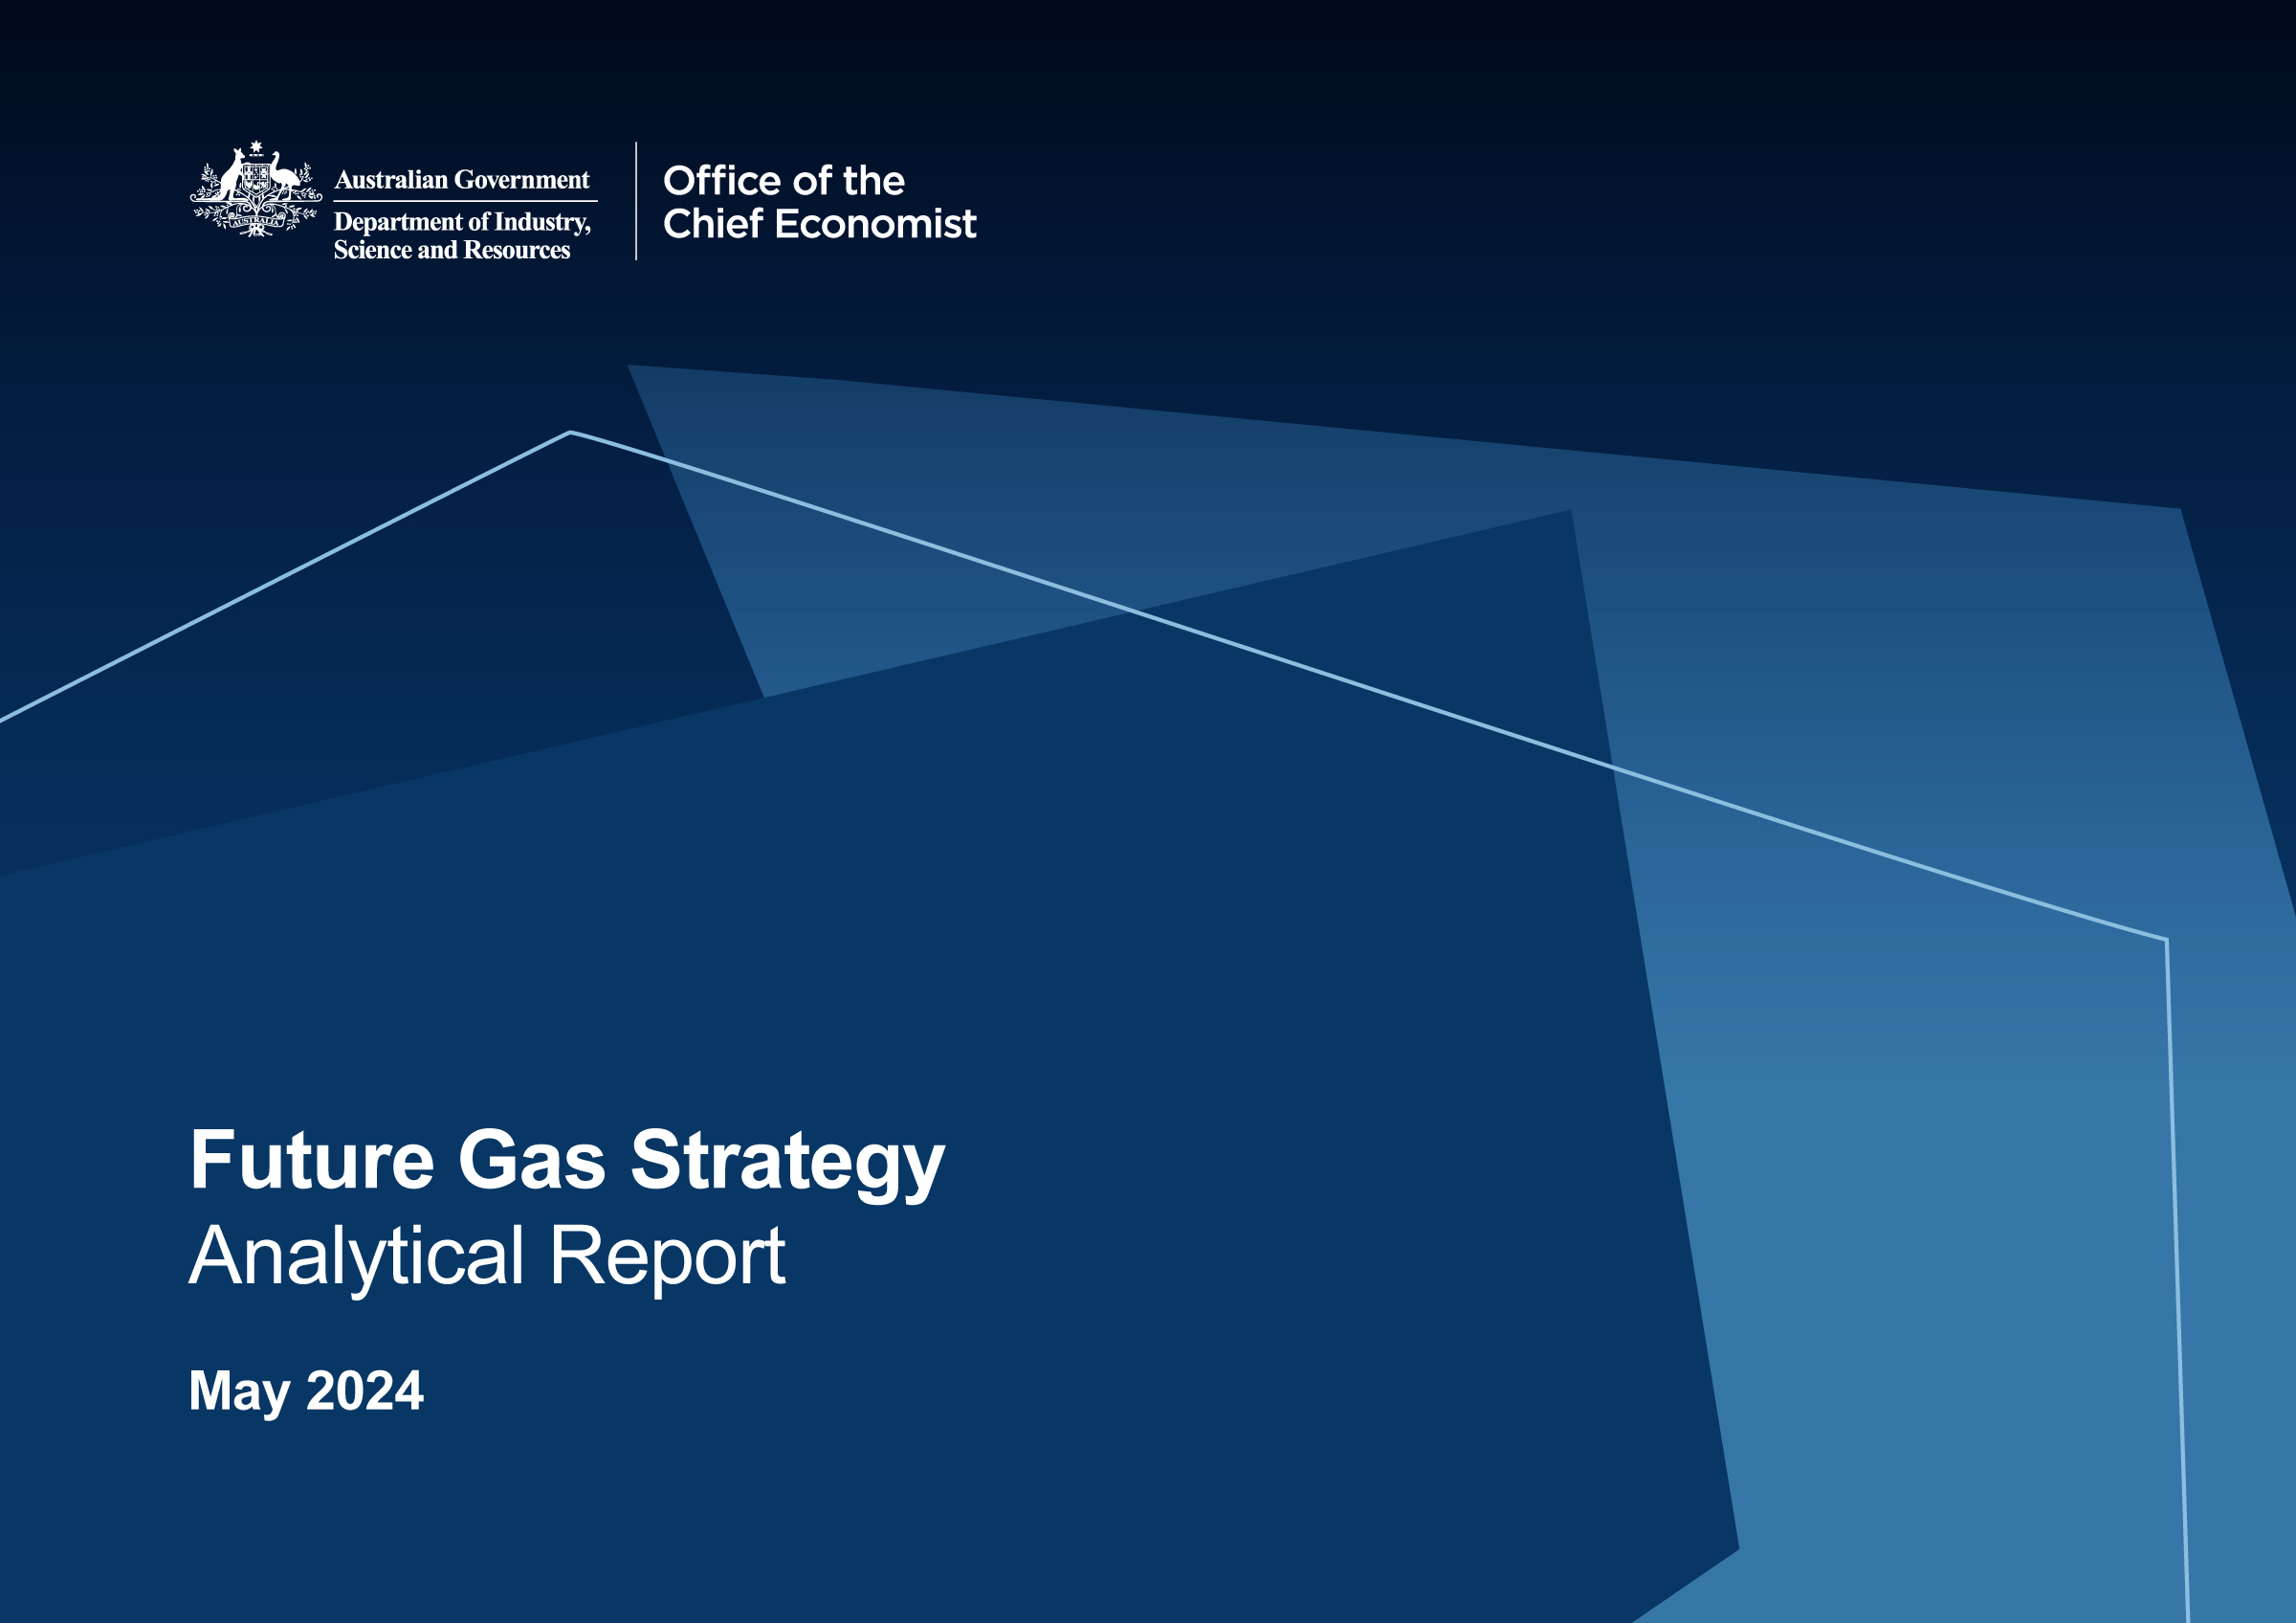 AUSTRALIA
Australian Government
Department of Industry,
Science and Resources
Office of the
Chief Economist
Future Gas Strategy
Analytical Report
May 2024